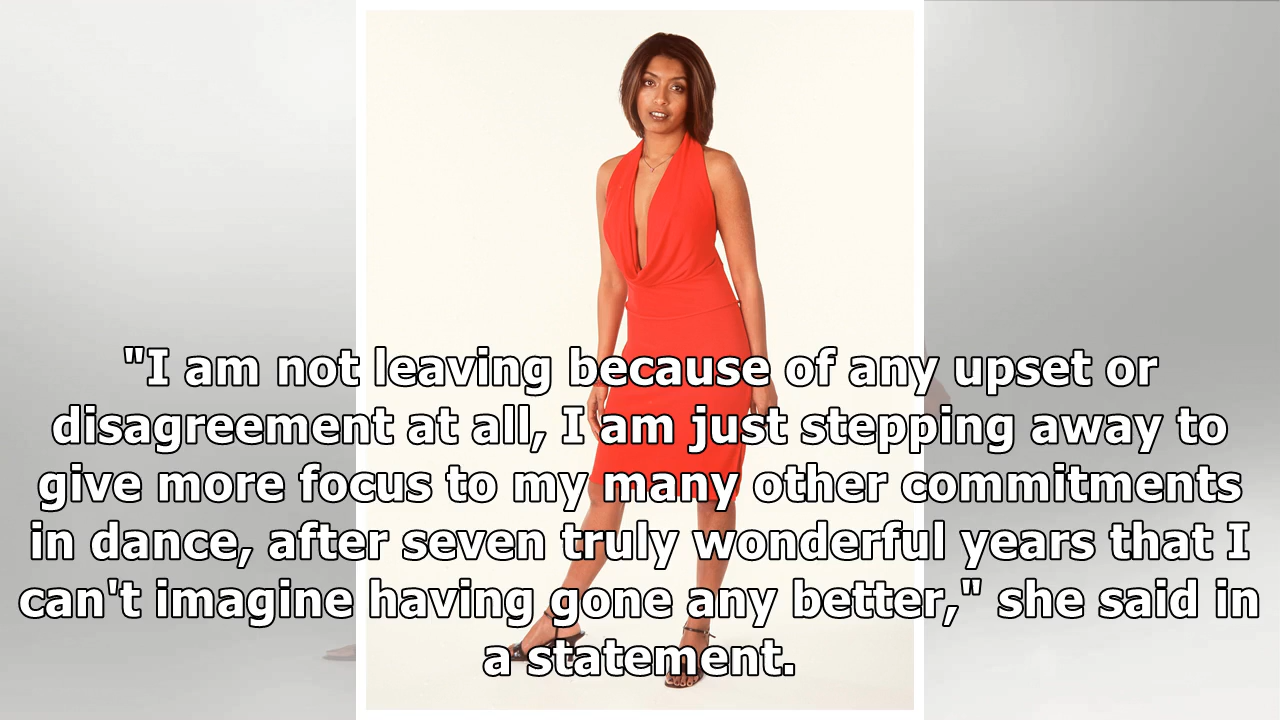 "I am not leaving because of any upset or
disagreement at all, I am just stepping away to
give more focus to my many other commitments
in dance, after seven truly wonderful years that I
can't imagine having gone any better," she said in
a statement.